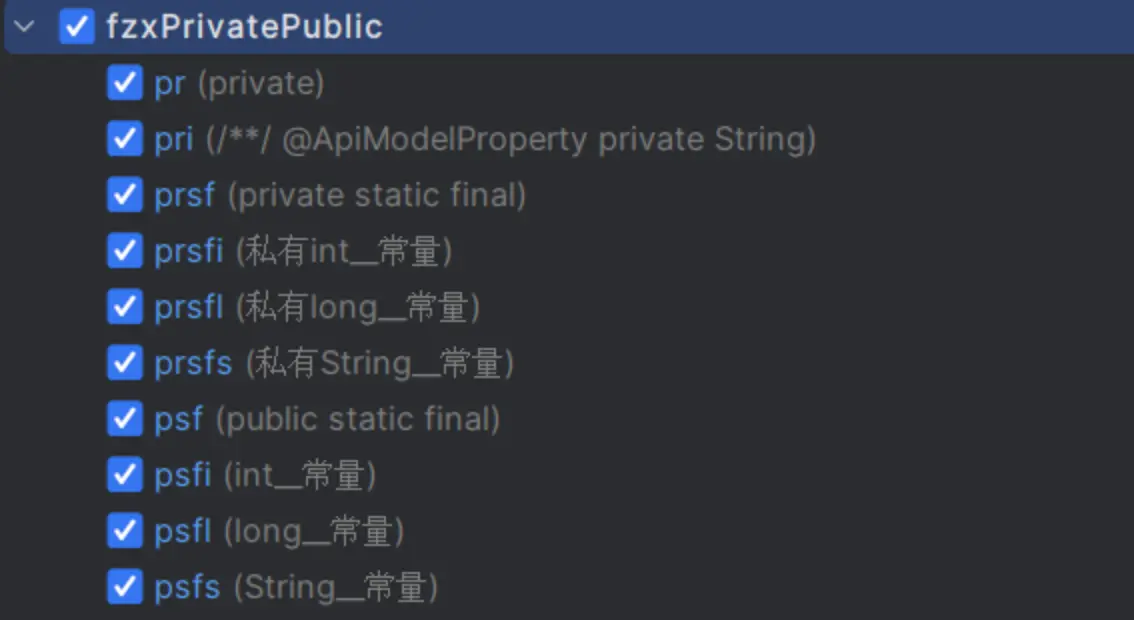 fzxPrivatePublic
pr (private)
pri (/**/ @ApiModelProperty private String)
prsf (private static final)
prsfi (私有int__常量)
prsfl (私有long__常量)
prsfs (私有String__常量)
psf (public static final)
psfi (int__常量)
psfl (long__常量)
psfs (String__常量)